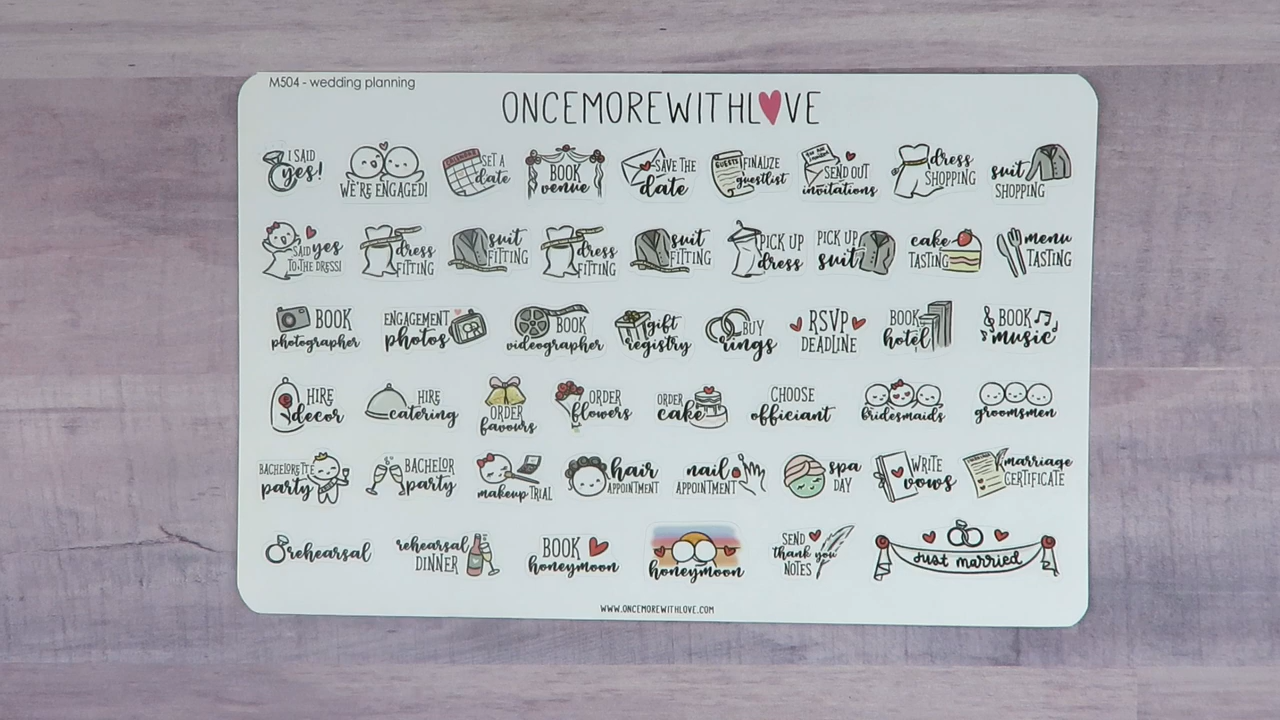 M504 - wedding planning
ONCEMOREWITHLOVE
I SAID
yes!
WE'RE ENGAGED!
CALENDAR
SET A
date
BOOK
venue
SAVE THE
date
GUESTS
FINALIZE
guestlist
SEND OUT
invitations
dress
SHOPPING
suit
SHOPPING
SAID yes
TO THE DRESS!
dress
FITTING
suit
FITTING
dress
FITTING
suit
FITTING
PICK UP
dress
PICK UP
suit
cake
TASTING
menu
TASTING
BOOK
photographer
ENGAGEMENT
photos
BOOK
videographer
gift
registry
BUY
rings
RSVP
DEADLINE
BOOK
hotel
BOOK
music
HIRE
decor
HIRE
catering
ORDER
favours
ORDER
flowers
ORDER
cake
CHOOSE
officiant
bridesmaids
groomsmen
BACHELORETTE
party
BACHELOR
party
makeup TRIAL
hair
APPOINTMENT
nail
APPOINTMENT
spa
DAY
WRITE
vows
marriage
CERTIFICATE
rehearsal
rehearsal
DINNER
BOOK
honeymoon
honeymoon
SEND
thank you
NOTES
just married
WWW.ONCEMOREWITHLOVE.COM